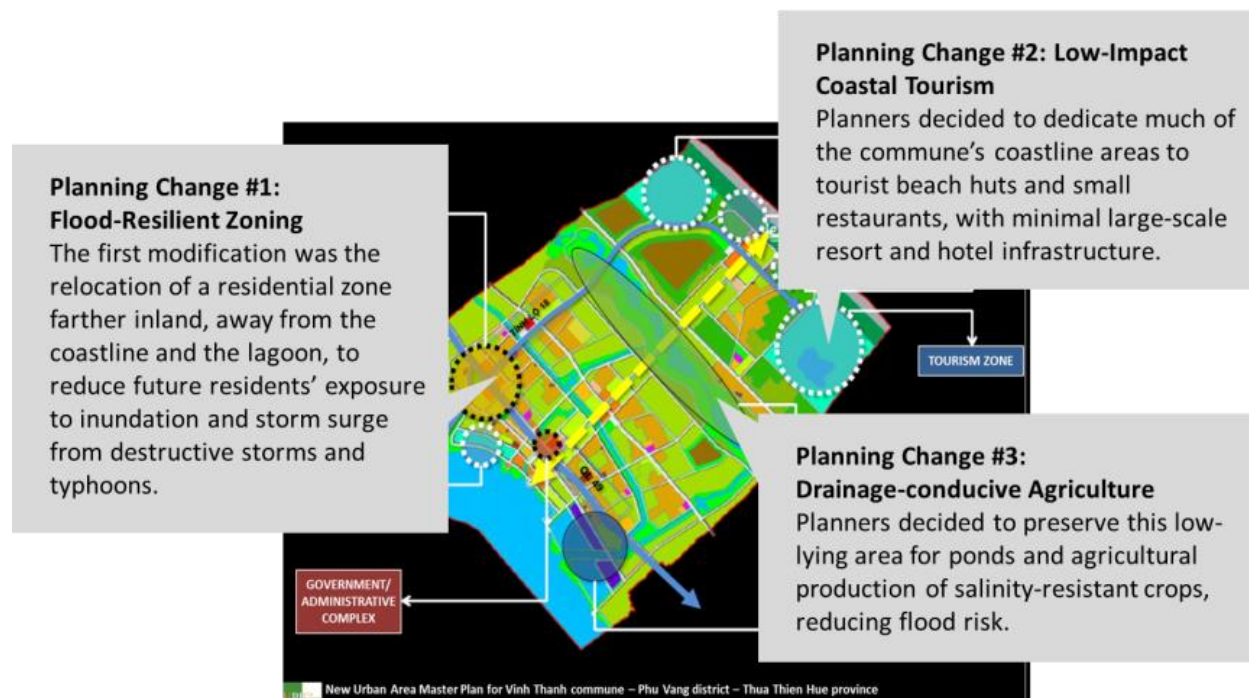 Planning Change #1:
Flood-Resilient Zoning
The first modification was the
relocation of a residential zone
farther inland, away from the
coastline and the lagoon, to
reduce future residents’ exposure
to inundation and storm surge
from destructive storms and
typhoons.
Planning Change #2: Low-Impact
Coastal Tourism
Planners decided to dedicate much of
the commune’s coastline areas to
tourist beach huts and small
restaurants, with minimal large-scale
resort and hotel infrastructure.
TOURISM ZONE
Planning Change #3:
Drainage-conducive Agriculture
Planners decided to preserve this low-
lying area for ponds and agricultural
production of salinity-resistant crops,
reducing flood risk.
GOVERNMENT/
ADMINISTRATIVE
COMPLEX
New Urban Area Master Plan for Vinh Thanh commune – Phu Vang district – Thua Thien Hue province